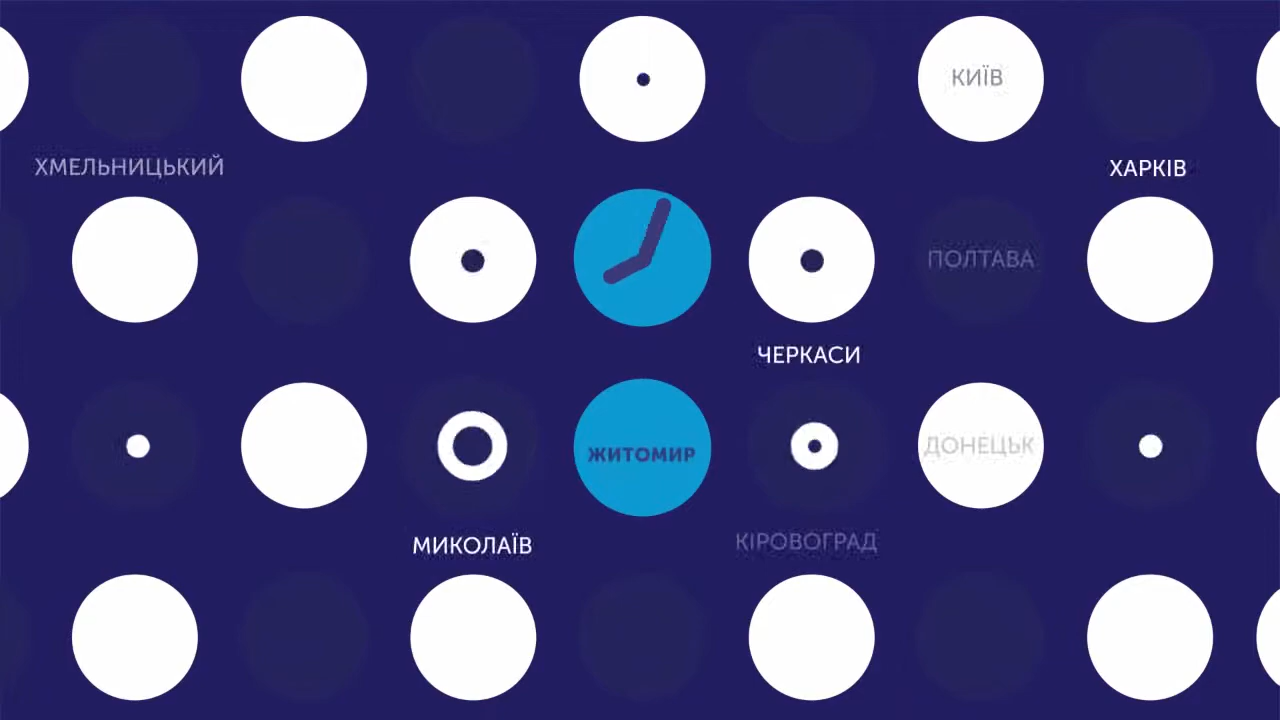 КИЇВ
ХМЕЛЬНИЦЬКИЙ
ХАРКІВ
ПОЛТАВА
ЧЕРКАСИ
ДОНЕЦЬК
ЖИТОМИР
МИКОЛАЇВ
КІРОВОГРАД